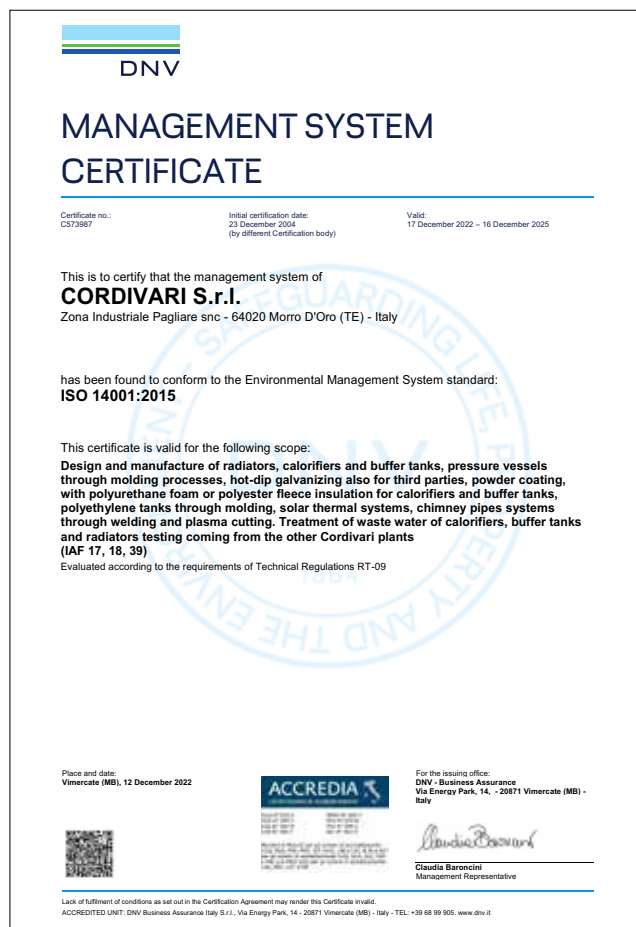 DNV
MANAGEMENT SYSTEM
CERTIFICATE
Certificate no.:
C573987
Initial certification date:
23 December 2004
(by different Certification body)
Valid:
17 December 2022 – 16 December 2025
This is to certify that the management system of
CORDIVARI S.r.l.
Zona Industriale Pagliare snc - 64020 Morro D'Oro (TE) - Italy
has been found to conform to the Environmental Management System standard:
ISO 14001:2015
This certificate is valid for the following scope:
Design and manufacture of radiators, calorifiers and buffer tanks, pressure vessels
through molding processes, hot-dip galvanizing also for third parties, powder coating,
with polyurethane foam or polyester fleece insulation for calorifiers and buffer tanks,
polyethylene tanks through molding, solar thermal systems, chimney pipes systems
through welding and plasma cutting. Treatment of waste water of calorifiers, buffer tanks
and radiators testing coming from the other Cordivari plants
(IAF 17, 18, 39)
Evaluated according to the requirements of Technical Regulations RT-09
SAFEGUARDING LIFE, PROPERTY AND THE ENVIR
DNV
1864
Place and date:
Vimercate (MB), 12 December 2022
ACCREDIA
For the issuing office:
DNV - Business Assurance
Via Energy Park, 14, - 20871 Vimercate (MB) -
Italy
Claudia Baroncini
Claudia Baroncini
Management Representative
Lack of fulfilment of conditions as set out in the Certification Agreement may render this Certificate invalid.
ACCREDITED UNIT: DNV Business Assurance Italy S.r.l., Via Energy Park, 14 - 20871 Vimercate (MB) - Italy - TEL: +39 68 99 905. www.dnv.it